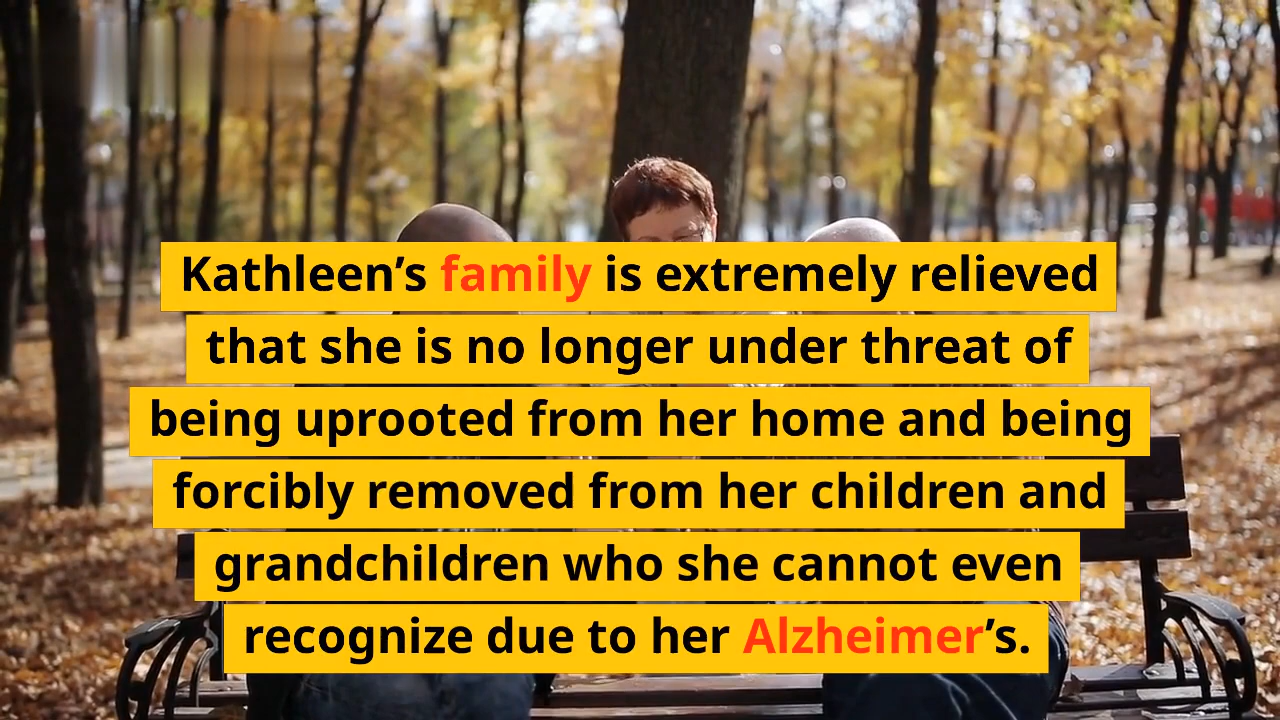 Kathleen’s family is extremely relieved
that she is no longer under threat of
being uprooted from her home and being
forcibly removed from her children and
grandchildren who she cannot even
recognize due to her Alzheimer’s.